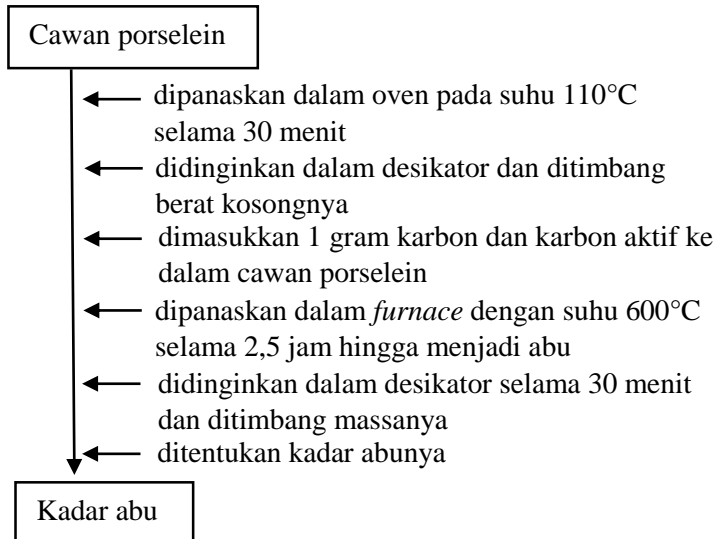 Cawan porselein
dipanaskan dalam oven pada suhu 110°C
selama 30 menit
didinginkan dalam desikator dan ditimbang
berat kosongnya
dimasukkan 1 gram karbon dan karbon aktif ke
dalam cawan porselein
dipanaskan dalam furnace dengan suhu 600°C
selama 2,5 jam hingga menjadi abu
didinginkan dalam desikator selama 30 menit
dan ditimbang massanya
ditentukan kadar abunya
Kadar abu